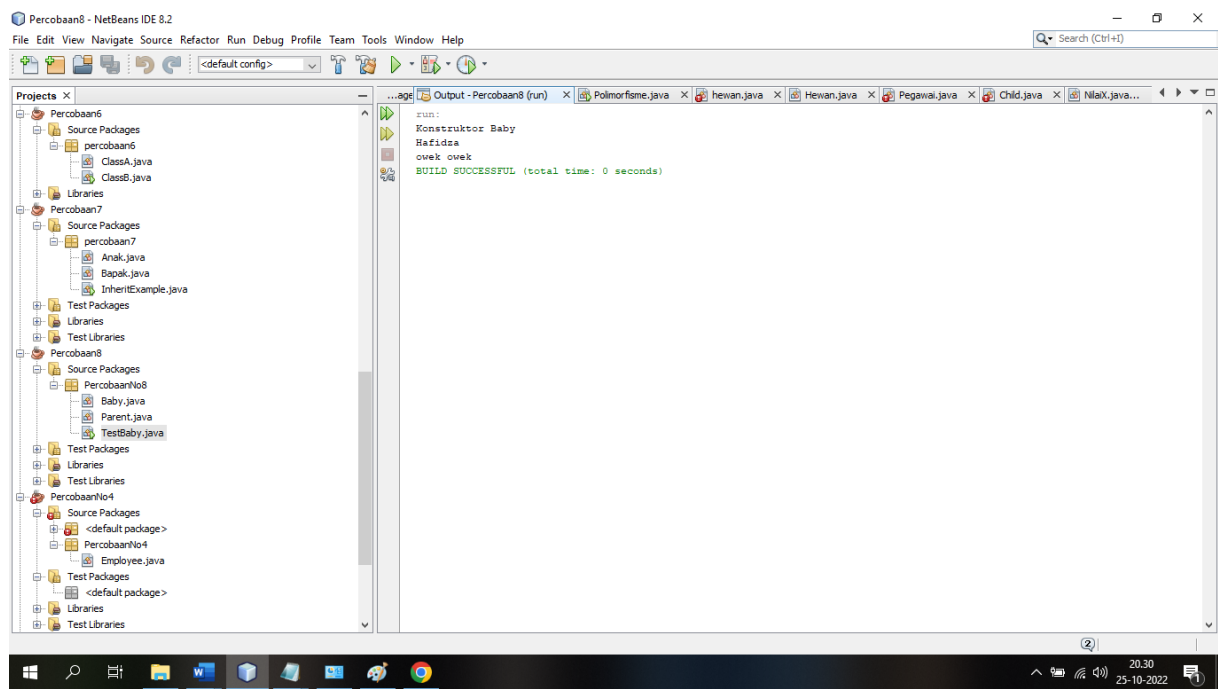 Percobaan8 - NetBeans IDE 8.2
File Edit View Navigate Source Refactor Run Debug Profile Team Tools Window Help
Search (Ctrl+I)
<default config>
Projects
...age Output - Percobaan8 (run) Polimorfisme.java hewan.java Hewan.java Pegawai.java Child.java NilaiX.java...
Percobaan6
Source Packages
percobaan6
ClassA.java
ClassB.java
Libraries
Percobaan7
Source Packages
percobaan7
Anak.java
Bapak.java
InheritExample.java
Test Packages
Libraries
Test Libraries
Percobaan8
Source Packages
PercobaanNo8
Baby.java
Parent.java
TestBaby.java
Test Packages
Libraries
Test Libraries
PercobaanNo4
Source Packages
<default package>
PercobaanNo4
Employee.java
Test Packages
<default package>
Libraries
Test Libraries
run:
Konstruktor Baby
Hafidza
owek owek
BUILD SUCCESSFUL (total time: 0 seconds)
2
20.30
25-10-2022
1